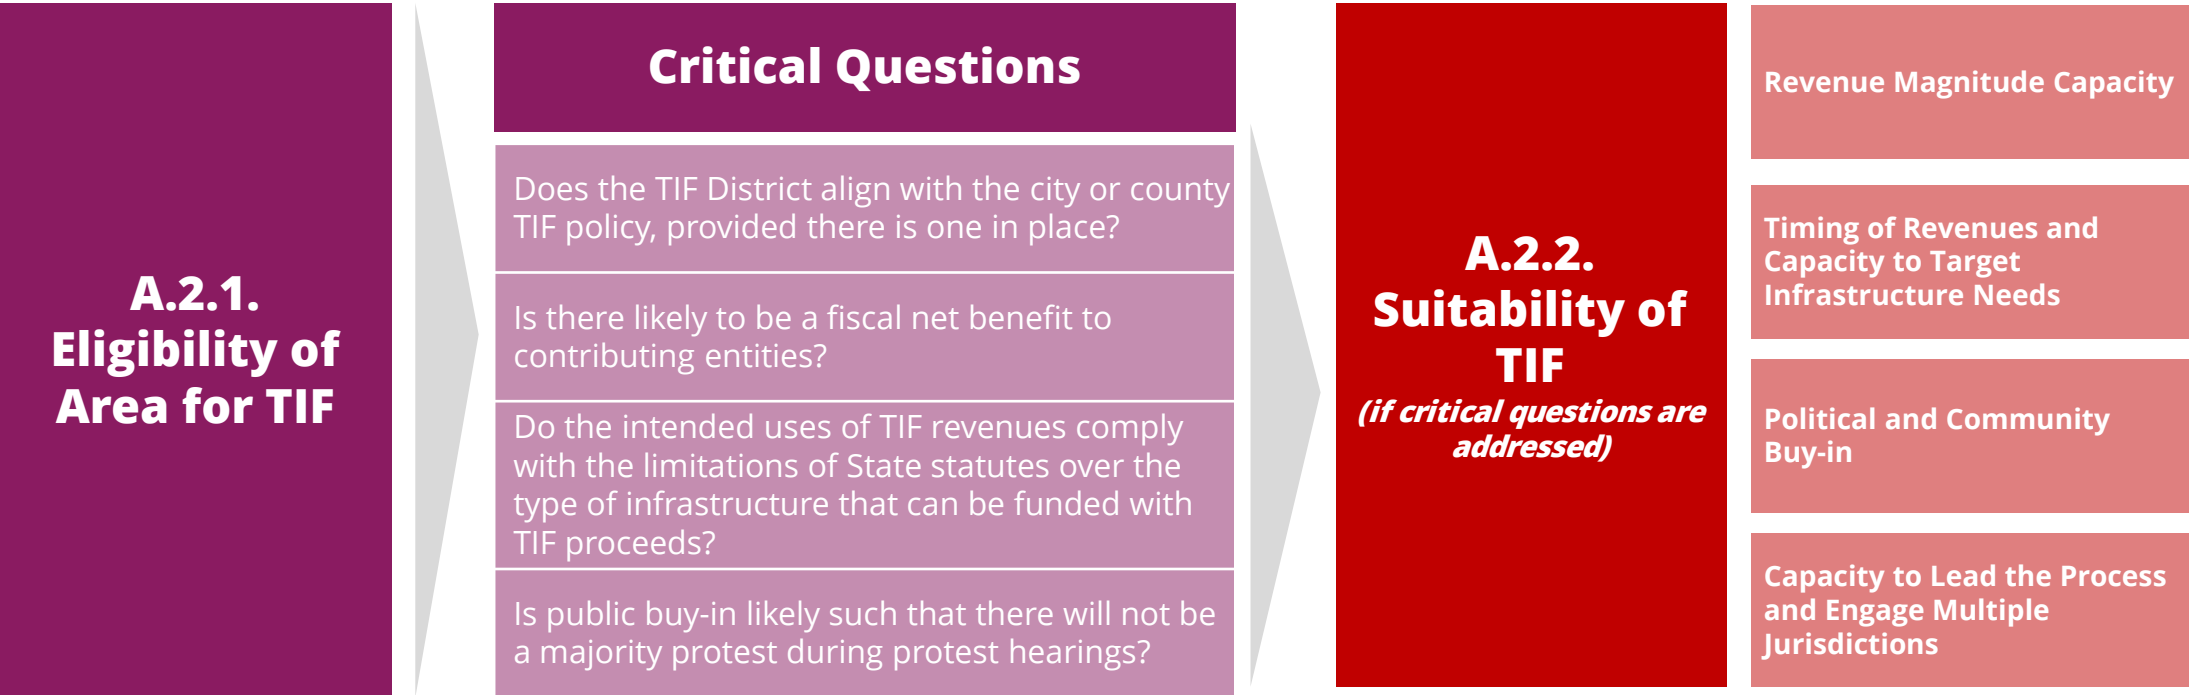 A.2.1.
Eligibility of
Area for TIF
Critical Questions
Does the TIF District align with the city or county
TIF policy, provided there is one in place?
Is there likely to be a fiscal net benefit to
contributing entities?
Do the intended uses of TIF revenues comply
with the limitations of State statutes over the
type of infrastructure that can be funded with
TIF proceeds?
Is public buy-in likely such that there will not be
a majority protest during protest hearings?
A.2.2.
Suitability of
TIF
(if critical questions are
addressed)
Revenue Magnitude Capacity
Timing of Revenues and
Capacity to Target
Infrastructure Needs
Political and Community
Buy-in
Capacity to Lead the Process
and Engage Multiple
Jurisdictions